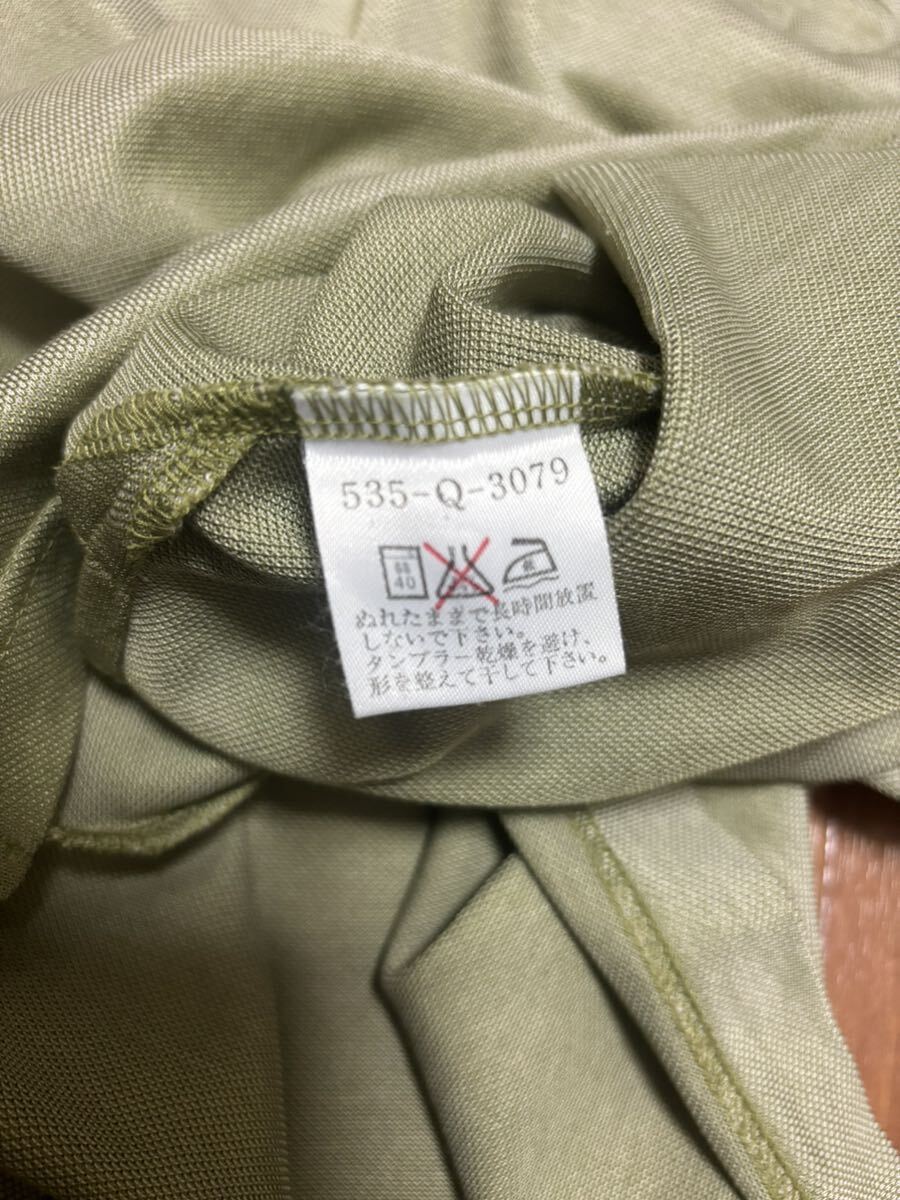 535-Q-3079
40
ぬれたままで長時間放置
しないで下さい。
タンブラー乾燥を避け、
形を整えて干して下さい。